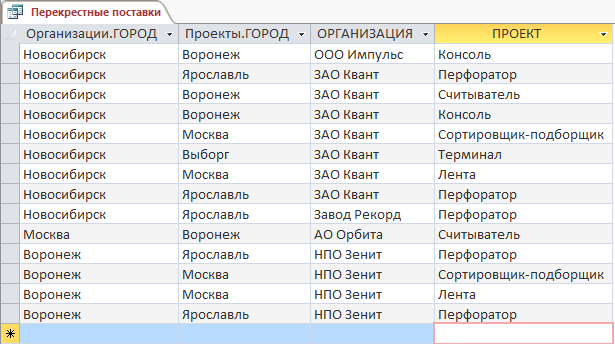 Перекрестные поставки
Организации.ГОРОД Проекты.ГОРОД ОРГАНИЗАЦИЯ ПРОЕКТ
Новосибирск Воронеж ООО Импульс Консоль
Новосибирск Ярославль ЗАО Квант Перфоратор
Новосибирск Воронеж ЗАО Квант Считыватель
Новосибирск Воронеж ЗАО Квант Консоль
Новосибирск Москва ЗАО Квант Сортировщик-подборщик
Новосибирск Выборг ЗАО Квант Терминал
Новосибирск Москва ЗАО Квант Лента
Новосибирск Ярославль ЗАО Квант Перфоратор
Новосибирск Ярославль Завод Рекорд Перфоратор
Москва Воронеж АО Орбита Считыватель
Воронеж Ярославль НПО Зенит Перфоратор
Воронеж Москва НПО Зенит Сортировщик-подборщик
Воронеж Москва НПО Зенит Лента
Воронеж Ярославль НПО Зенит Перфоратор